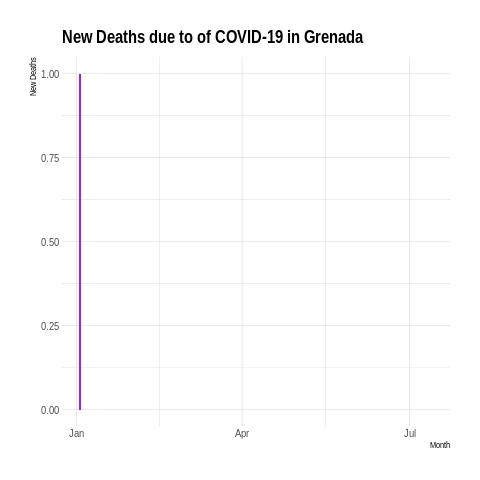 New Deaths due to of COVID-19 in Grenada
New Deaths
1.00
0.75
0.50
0.25
0.00
Jan Apr Jul
Month